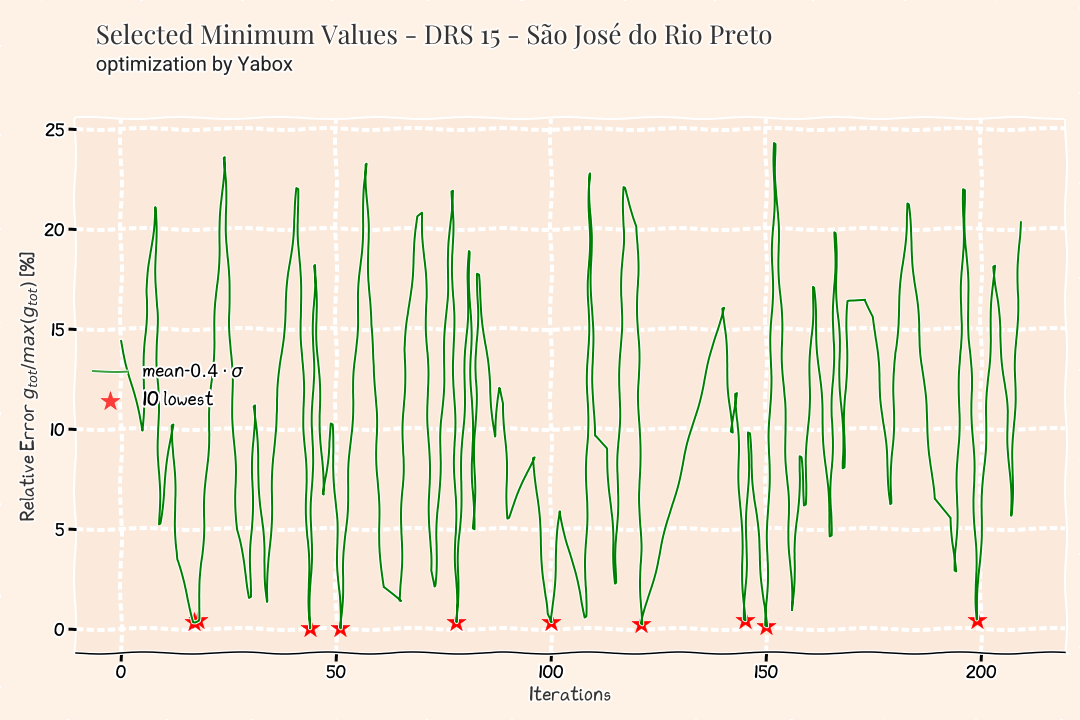 Selected Minimum Values - DRS 15 - São José do Rio Preto
optimization by Yabox
Relative Error g_tot/max(g_tot) [%]
25
20
15
10
5
0
mean-0.4 · σ
10 lowest
0
50
100
150
200
Iterations